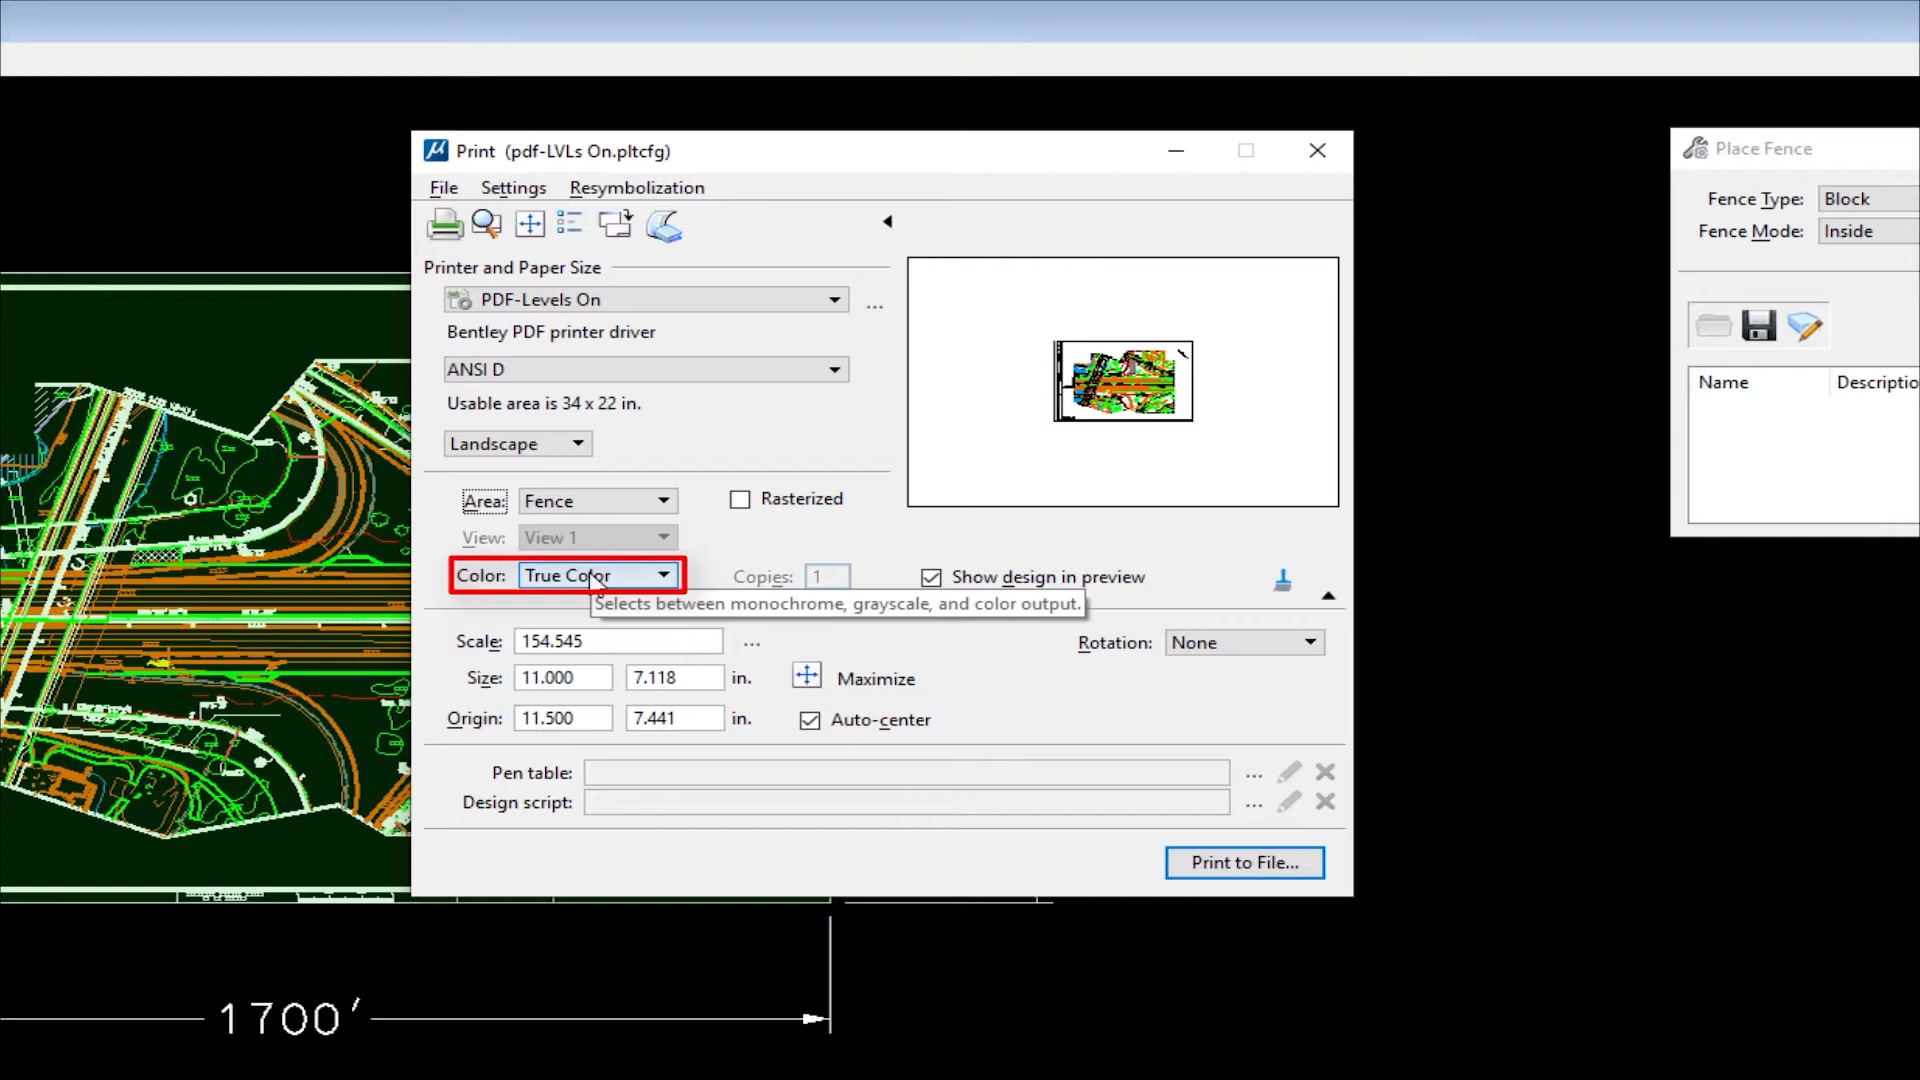 Print (pdf-LVLs On.pltcfg)
File Settings Resymbolization
Printer and Paper Size
PDF-Levels On ...
Bentley PDF printer driver
ANSI D
Usable area is 34 x 22 in.
Landscape
Area: Fence Rasterized
View: View 1
Color: True Color Copies: 1 Show design in preview
Selects between monochrome, grayscale, and color output.
Scale: 154.545 ... Rotation: None
Size: 11.000 7.118 in. Maximize
Origin: 11.500 7.441 in. Auto-center
Pen table: ...
Design script: ...
Print to File...
Place Fence
Fence Type: Block
Fence Mode: Inside
Name Descriptio
1700'